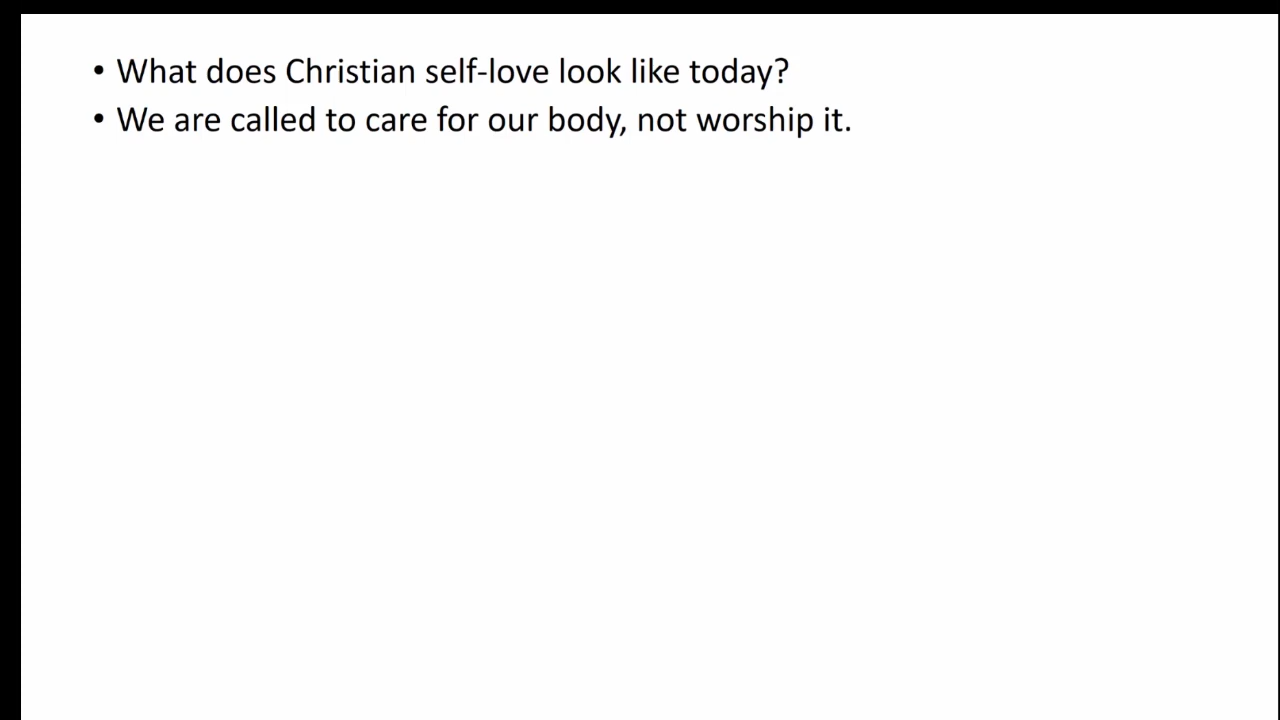 • What does Christian self-love look like today?
• We are called to care for our body, not worship it.